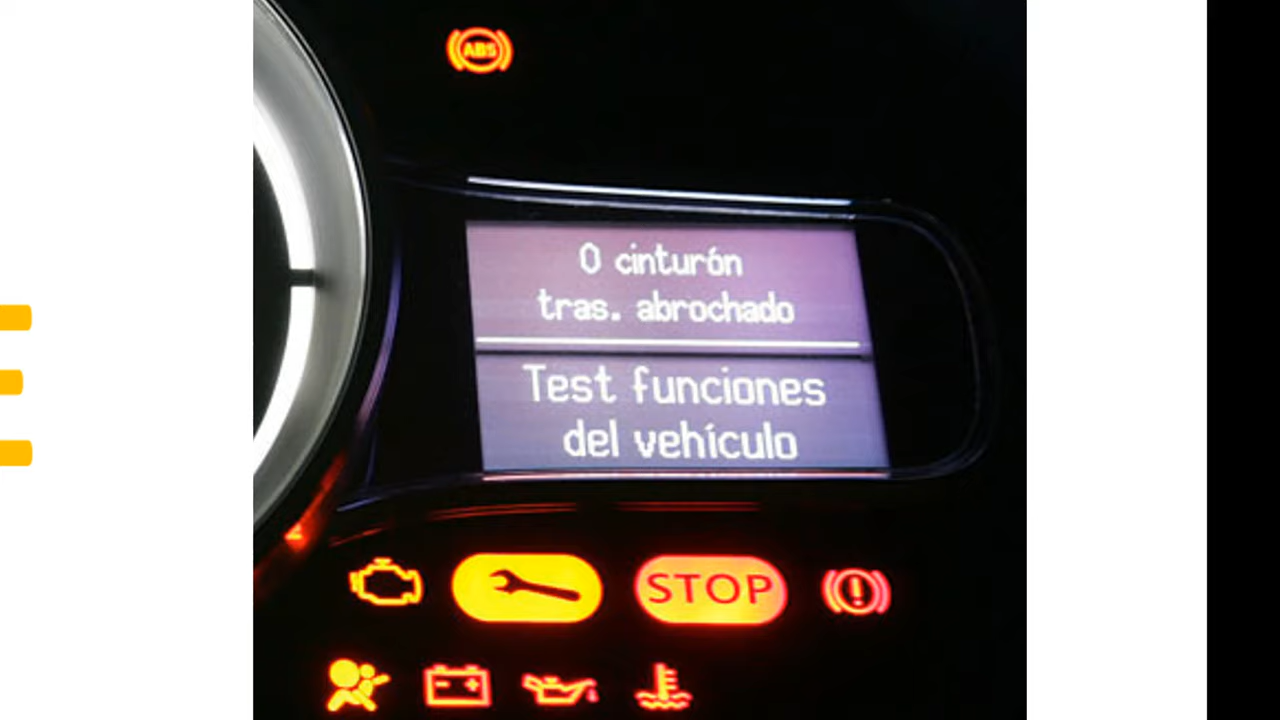 ABS
0 cinturón
tras. abrochado
Test funciones
del vehículo
STOP